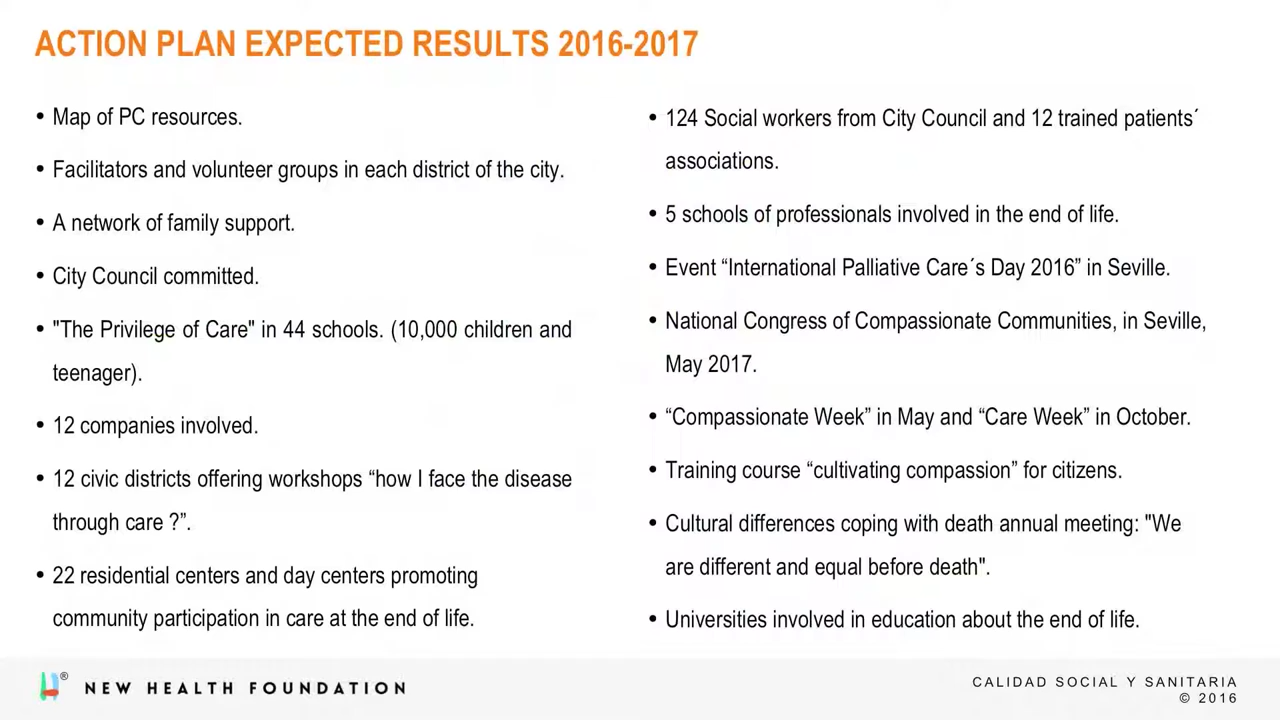 ACTION PLAN EXPECTED RESULTS 2016-2017
• Map of PC resources.
• Facilitators and volunteer groups in each district of the city.
• A network of family support.
• City Council committed.
• "The Privilege of Care" in 44 schools. (10,000 children and
teenager).
• 12 companies involved.
• 12 civic districts offering workshops “how I face the disease
through care ?”.
• 22 residential centers and day centers promoting
community participation in care at the end of life.
• 124 Social workers from City Council and 12 trained patients´
associations.
• 5 schools of professionals involved in the end of life.
• Event “International Palliative Care´s Day 2016” in Seville.
• National Congress of Compassionate Communities, in Seville,
May 2017.
• “Compassionate Week” in May and “Care Week” in October.
• Training course “cultivating compassion” for citizens.
• Cultural differences coping with death annual meeting: "We
are different and equal before death".
• Universities involved in education about the end of life.
® NEW HEALTH FOUNDATION
CALIDAD SOCIAL Y SANITARIA
© 2016